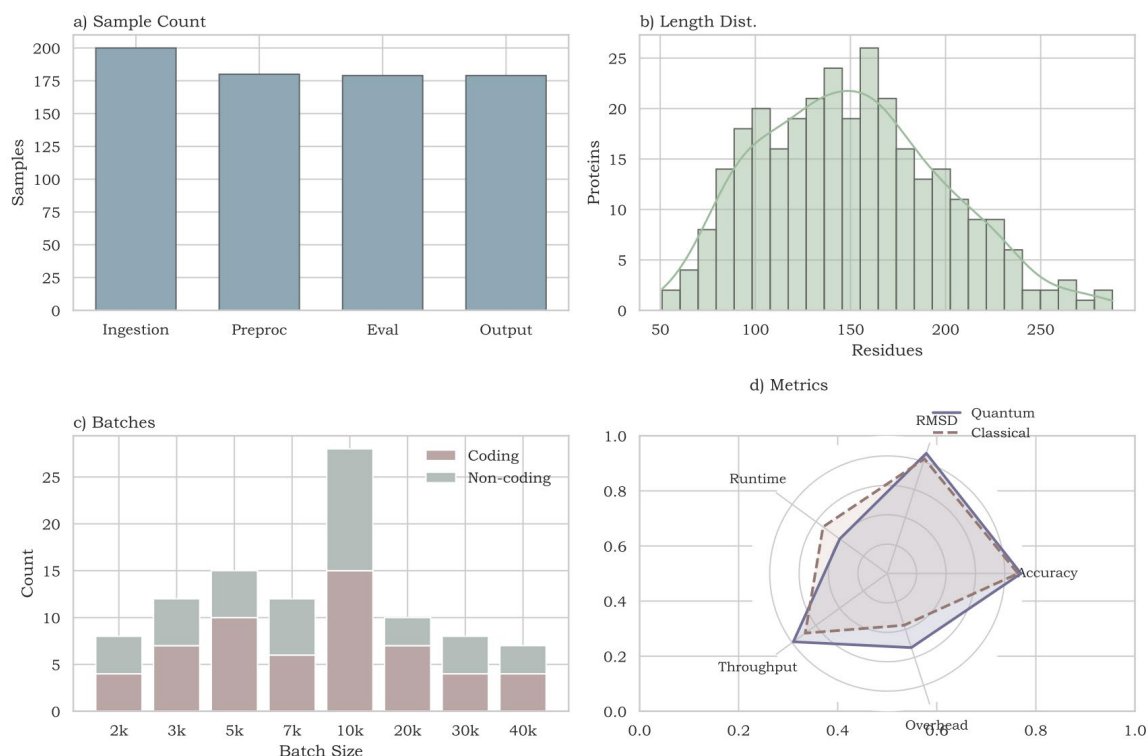 a) Sample Count
Samples
200
175
150
125
100
75
50
25
0
Ingestion Preproc Eval Output
b) Length Dist.
Proteins
25
20
15
10
5
0
50 100 150 200 250
Residues
c) Batches
Coding
Non-coding
Count
25
20
15
10
5
0
2k 3k 5k 7k 10k 20k 30k 40k
Batch Size
d) Metrics
Quantum
Classical
RMSD
Runtime
Accuracy
Throughput
Overhead
1.0
0.8
0.6
0.4
0.2
0.0
0.0 0.2 0.4 0.6 0.8 1.0